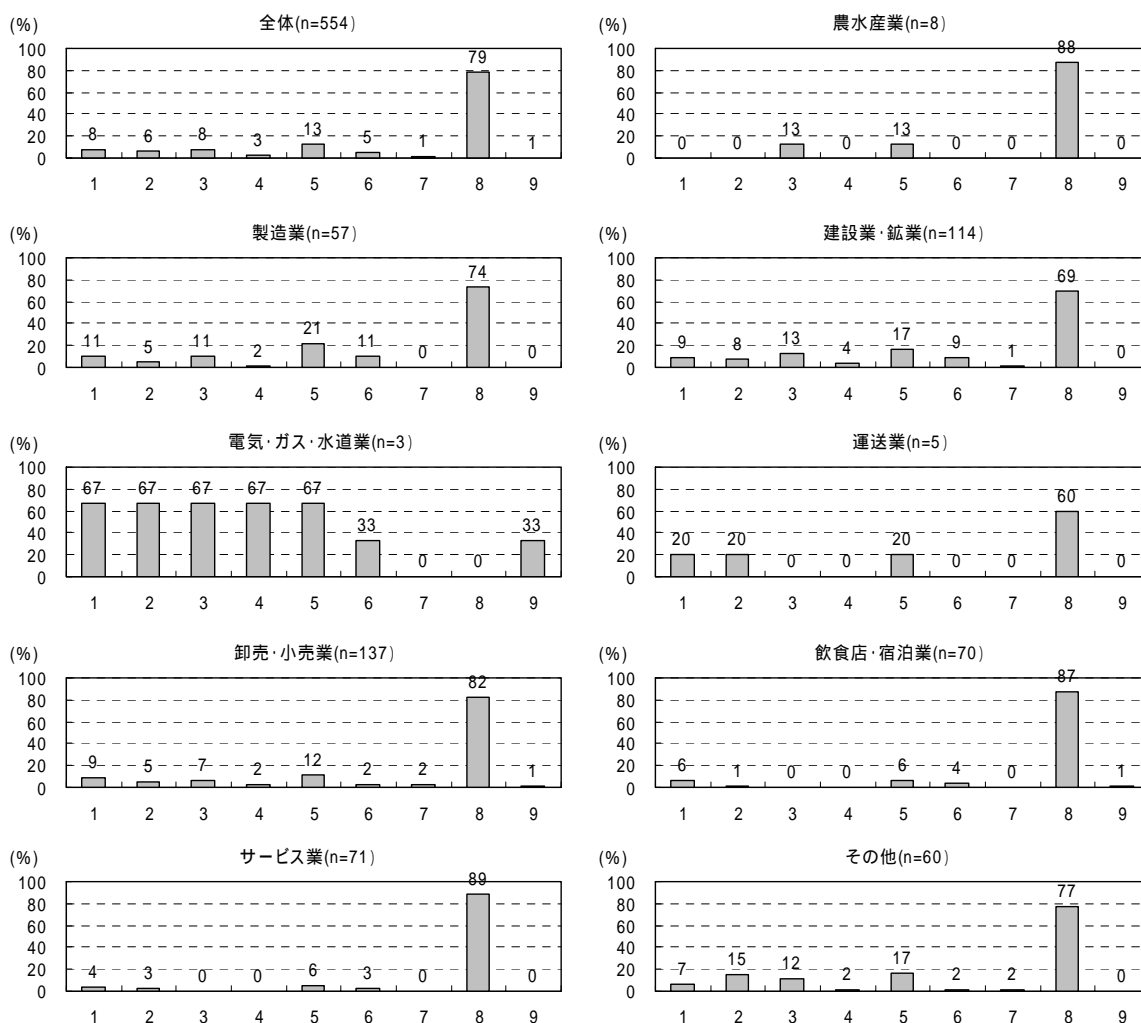 (%) 全体(n=554)
100
80
60
40
20
0
8 6 8 3 13 5 1 79 1
1 2 3 4 5 6 7 8 9
(%) 農水産業(n=8)
100
80
60
40
20
0
0 0 13 0 13 0 0 88 0
1 2 3 4 5 6 7 8 9
(%) 製造業(n=57)
100
80
60
40
20
0
11 5 11 2 21 11 0 74 0
1 2 3 4 5 6 7 8 9
(%) 建設業·鉱業(n=114)
100
80
60
40
20
0
9 8 13 4 17 9 1 69 0
1 2 3 4 5 6 7 8 9
(%) 電気·ガス·水道業(n=3)
100
80
60
40
20
0
67 67 67 67 67 33 0 0 33
1 2 3 4 5 6 7 8 9
(%) 運送業(n=5)
100
80
60
40
20
0
20 20 0 0 20 0 0 60 0
1 2 3 4 5 6 7 8 9
(%) 卸売·小売業(n=137)
100
80
60
40
20
0
9 5 7 2 12 2 2 82 1
1 2 3 4 5 6 7 8 9
(%) 飲食店·宿泊業(n=70)
100
80
60
40
20
0
6 1 0 0 6 4 0 87 1
1 2 3 4 5 6 7 8 9
(%) サービス業(n=71)
100
80
60
40
20
0
4 3 0 0 6 3 0 89 0
1 2 3 4 5 6 7 8 9
(%) その他(n=60)
100
80
60
40
20
0
7 15 12 2 17 2 2 77 0
1 2 3 4 5 6 7 8 9